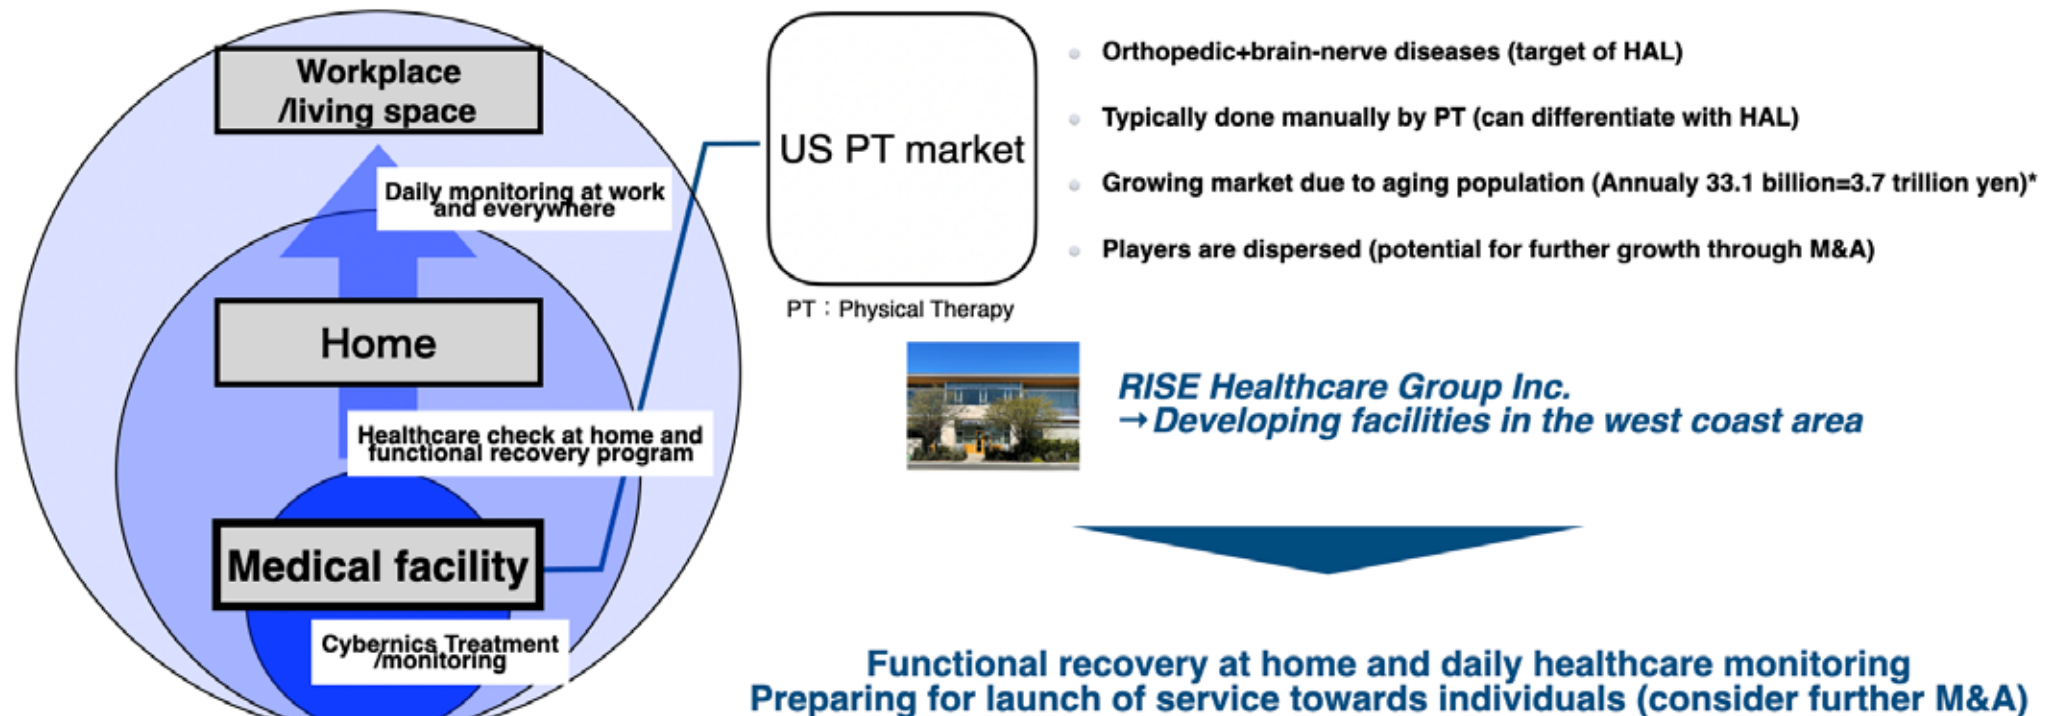 Workplace
/living space
Daily monitoring at work
and everywhere
Home
Healthcare check at home and
functional recovery program
Medical facility
Cybernics Treatment
/monitoring
US PT market
PT：Physical Therapy
Orthopedic+brain-nerve diseases (target of HAL)
Typically done manually by PT (can differentiate with HAL)
Growing market due to aging population (Annualy 33.1 billion=3.7 trillion yen)*
Players are dispersed (potential for further growth through M&A)
RISE Healthcare Group Inc.
→Developing facilities in the west coast area
Functional recovery at home and daily healthcare monitoring
Preparing for launch of service towards individuals (consider further M&A)